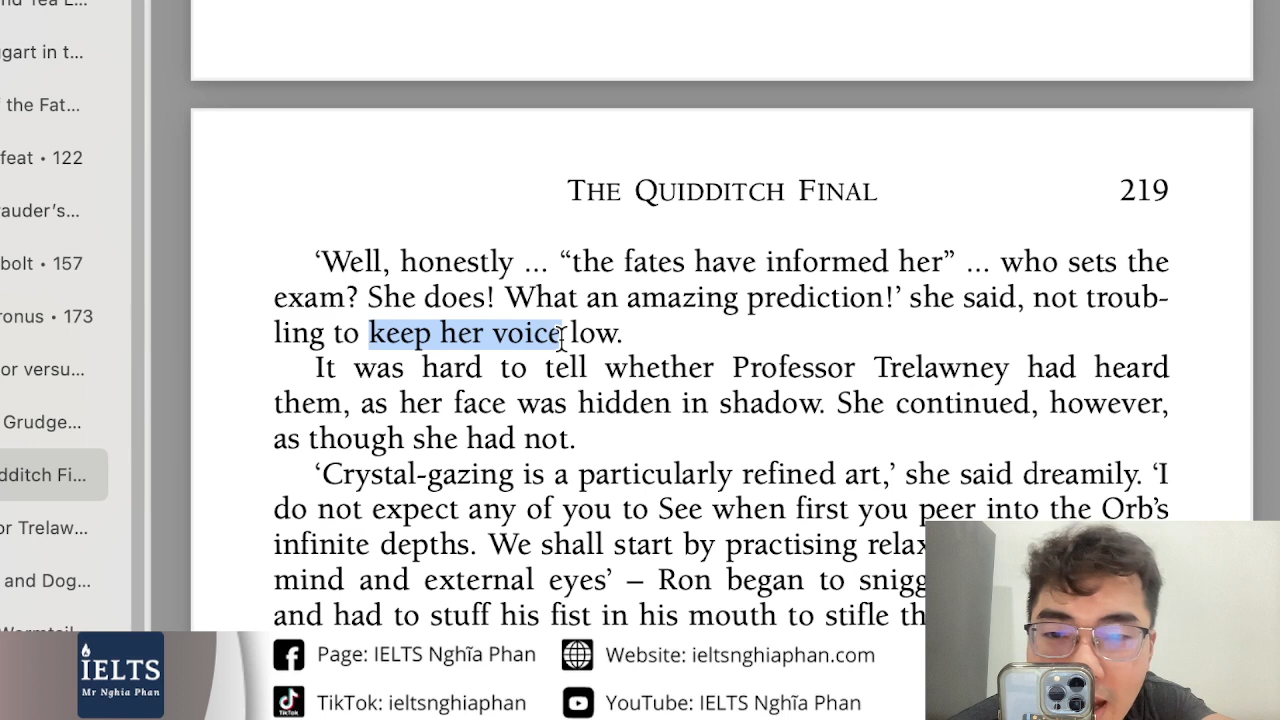 ggart in t...
the Fat...
feat • 122
auder's...
bolt • 157
ronus • 173
or versu...
Grudge...
dditch Fi...
or Trelaw...
and Dog...
THE QUIDDITCH FINAL 219
'Well, honestly ... “the fates have informed her” ... who sets the
exam? She does! What an amazing prediction!' she said, not troub-
ling to keep her voice low.
It was hard to tell whether Professor Trelawney had heard
them, as her face was hidden in shadow. She continued, however,
as though she had not.
'Crystal-gazing is a particularly refined art,' she said dreamily. 'I
do not expect any of you to See when first you peer into the Orb's
infinite depths. We shall start by practising relax
mind and external eyes' – Ron began to snigg
and had to stuff his fist in his mouth to stifle th
IELTS
Mr Nghia Phan
Page: IELTS Nghĩa Phan
Website: ieltsnghiaphan.com
TikTok: ieltsnghiaphan
YouTube: IELTS Nghĩa Phan